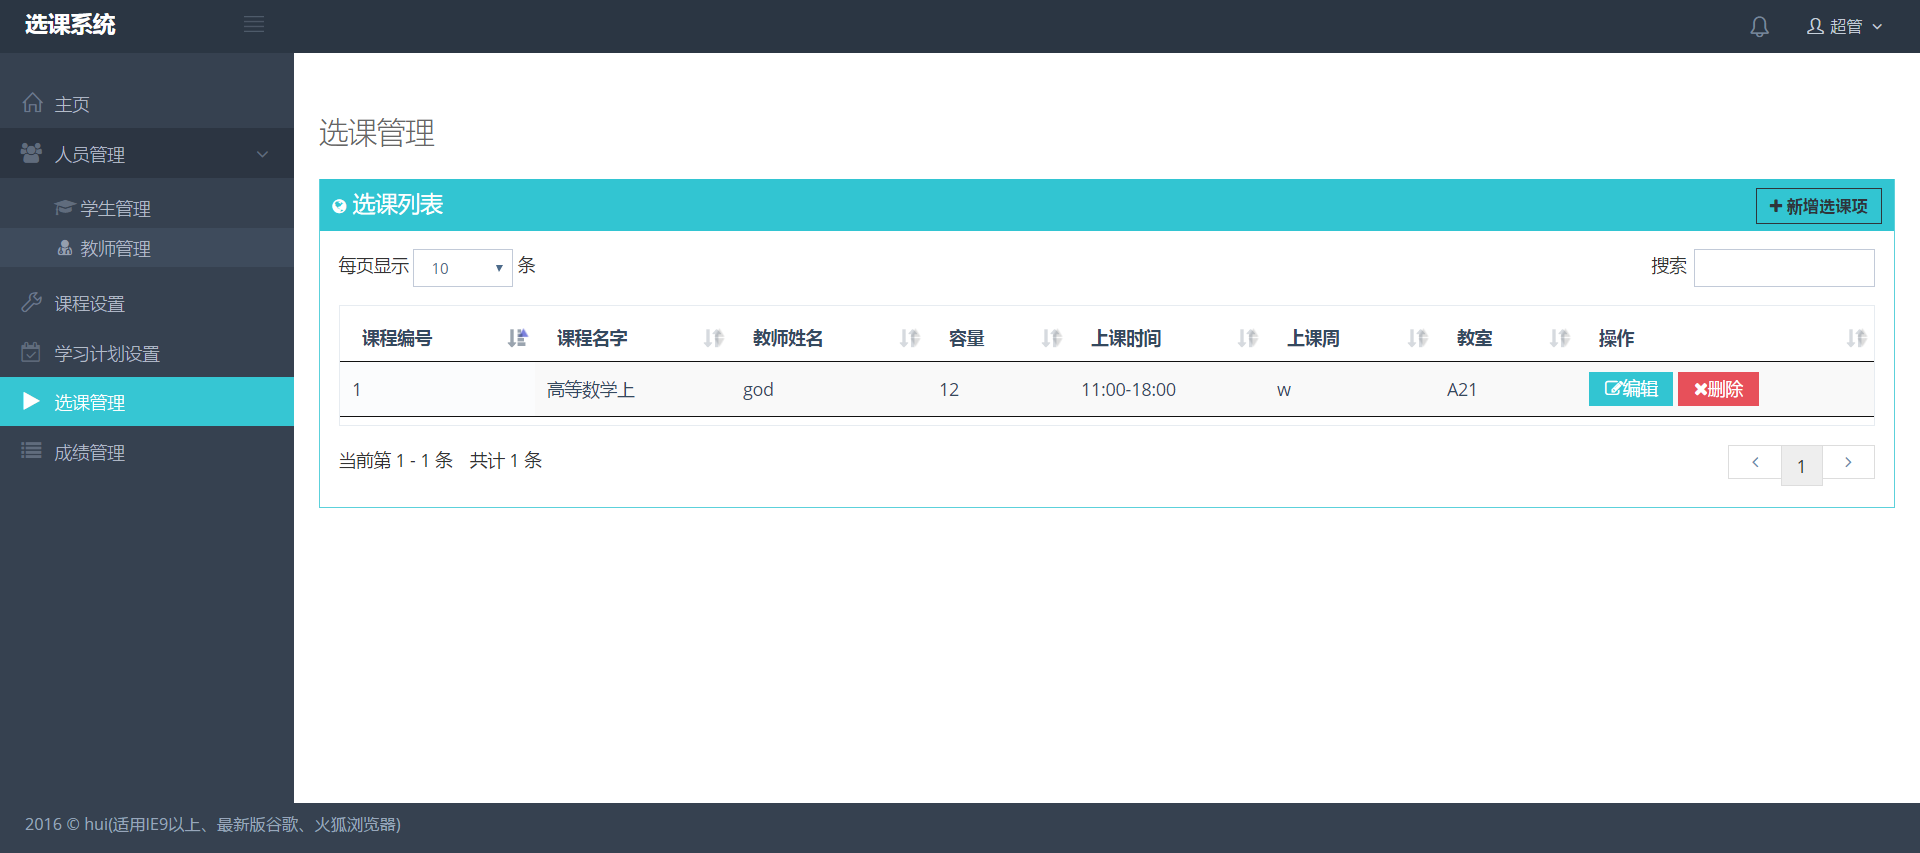 选课系统
超管
主页
人员管理
学生管理
教师管理
课程设置
学习计划设置
选课管理
成绩管理
选课管理
选课列表
新增选课项
每页显示 10 条
搜索
课程编号 课程名字 教师姓名 容量 上课时间 上课周 教室 操作
1 高等数学上 god 12 11:00-18:00 w A21 编辑 删除
当前第 1 - 1 条 共计 1 条
1
2016 © hui(适用IE9以上、最新版谷歌、火狐浏览器)